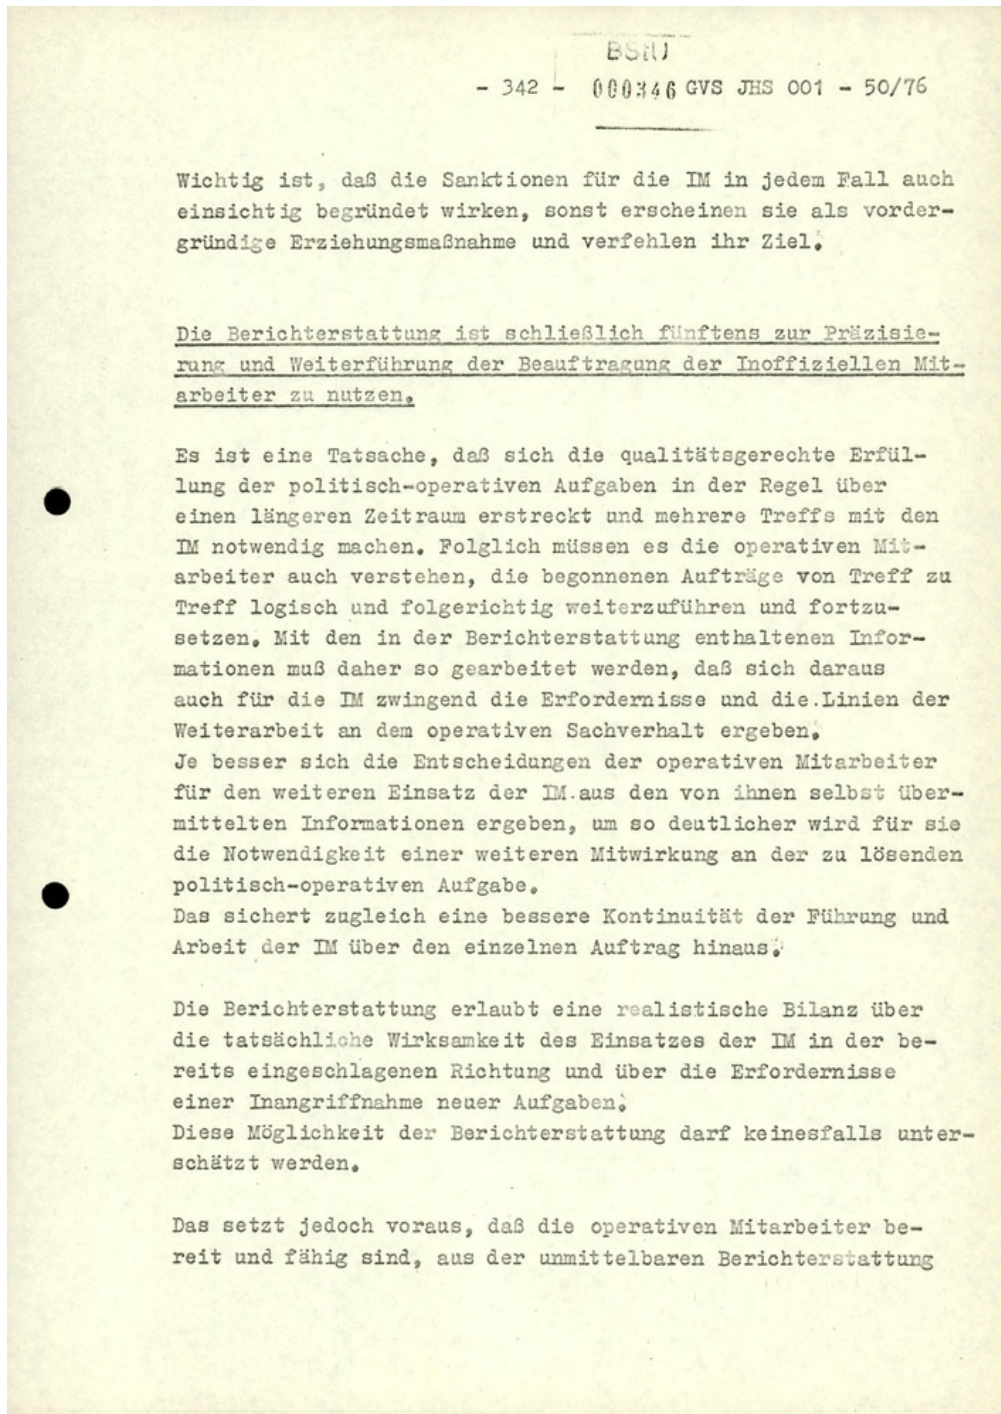 BStU
- 342 - 000346 GVS JHS 001 - 50/76
Wichtig ist, daß die Sanktionen für die IM in jedem Fall auch
einsichtig begründet wirken, sonst erscheinen sie als vorder-
gründige Erziehungsmaßnahme und verfehlen ihr Ziel.
Die Berichterstattung ist schließlich fünftens zur Präzisie-
rung und Weiterführung der Beauftragung der Inoffiziellen Mit-
arbeiter zu nutzen.
Es ist eine Tatsache, daß sich die qualitätsgerechte Erfül-
lung der politisch-operativen Aufgaben in der Regel über
einen längeren Zeitraum erstreckt und mehrere Treffs mit den
IM notwendig machen. Folglich müssen es die operativen Mit-
arbeiter auch verstehen, die begonnenen Aufträge von Treff zu
Treff logisch und folgerichtig weiterzuführen und fortzu-
setzen. Mit den in der Berichterstattung enthaltenen Infor-
mationen muß daher so gearbeitet werden, daß sich daraus
auch für die IM zwingend die Erfordernisse und die.Linien der
Weiterarbeit an dem operativen Sachverhalt ergeben.
Je besser sich die Entscheidungen der operativen Mitarbeiter
für den weiteren Einsatz der IM.aus den von ihnen selbst über-
mittelten Informationen ergeben, um so deutlicher wird für sie
die Notwendigkeit einer weiteren Mitwirkung an der zu lösenden
politisch-operativen Aufgabe.
Das sichert zugleich eine bessere Kontinuität der Führung und
Arbeit der IM über den einzelnen Auftrag hinaus.
Die Berichterstattung erlaubt eine realistische Bilanz über
die tatsächliche Wirksamkeit des Einsatzes der IM in der be-
reits eingeschlagenen Richtung und über die Erfordernisse
einer Inangriffnahme neuer Aufgaben.
Diese Möglichkeit der Berichterstattung darf keinesfalls unter-
schätzt werden.
Das setzt jedoch voraus, daß die operativen Mitarbeiter be-
reit und fähig sind, aus der unmittelbaren Berichterstattung